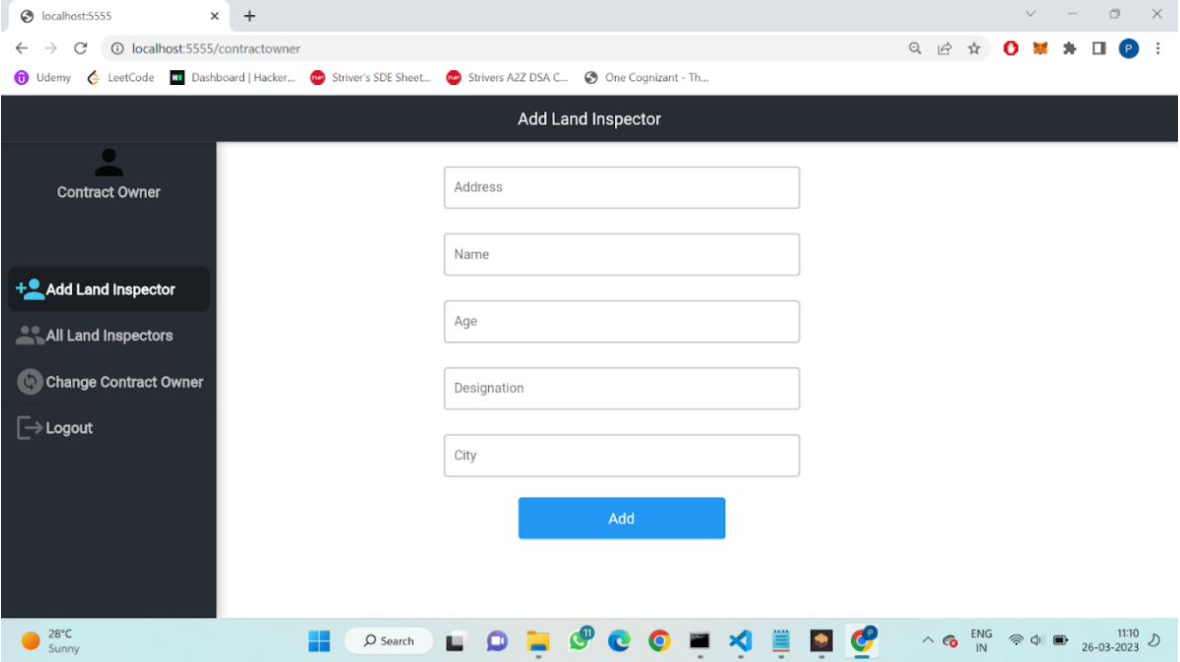 localhost:5555
localhost:5555/contractowner
P
Udemy LeetCode Dashboard | Hacker... Striver's SDE Sheet... Strivers A2Z DSA C... One Cognizant - Th...
Add Land Inspector
Contract Owner
Address
Name
Add Land Inspector
Age
All Land Inspectors
Change Contract Owner
Designation
Logout
City
Add
28°C
Sunny
Search
11
P
ENG
IN
11:10
26-03-2023